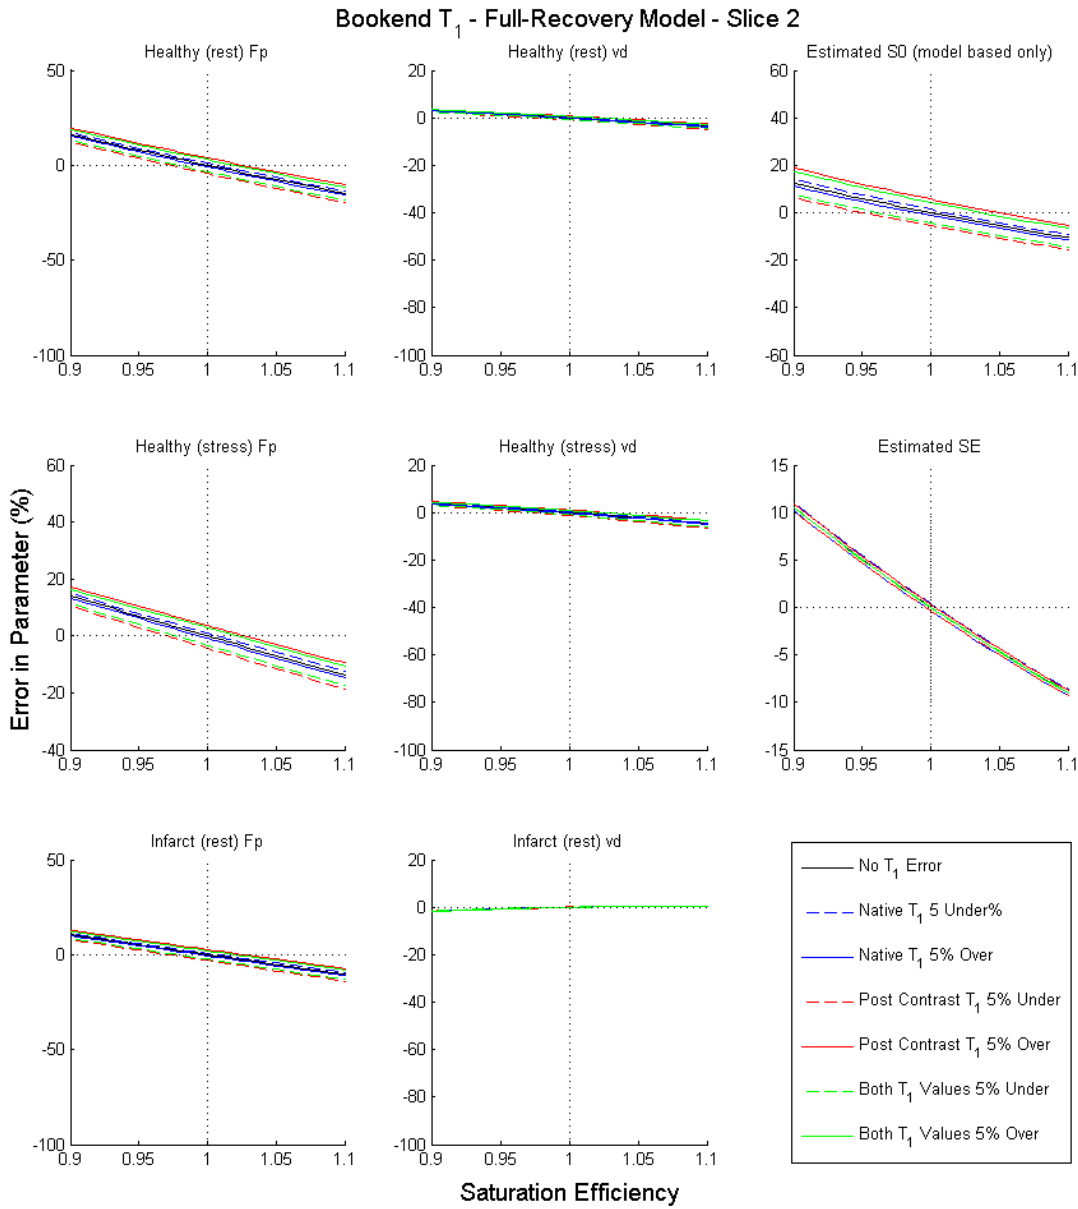 Bookend T1 - Full-Recovery Model - Slice 2
Healthy (rest) Fp
Healthy (rest) vd
Estimated S0 (model based only)
50
0
-50
-100
0.9 0.95 1 1.05 1.1
20
0
-20
-40
-60
-80
-100
0.9 0.95 1 1.05 1.1
60
40
20
0
-20
-40
-60
0.9 0.95 1 1.05 1.1
Healthy (stress) Fp
Healthy (stress) vd
Estimated SE
Error in Parameter (%)
60
40
20
0
-20
-40
0.9 0.95 1 1.05 1.1
20
0
-20
-40
-60
-80
-100
0.9 0.95 1 1.05 1.1
15
10
5
0
-5
-10
-15
0.9 0.95 1 1.05 1.1
Infarct (rest) Fp
Infarct (rest) vd
50
0
-50
-100
0.9 0.95 1 1.05 1.1
20
0
-20
-40
-60
-80
-100
0.9 0.95 1 1.05 1.1
No T1 Error
Native T1 5 Under%
Native T1 5% Over
Post Contrast T1 5% Under
Post Contrast T1 5% Over
Both T1 Values 5% Under
Both T1 Values 5% Over
Saturation Efficiency